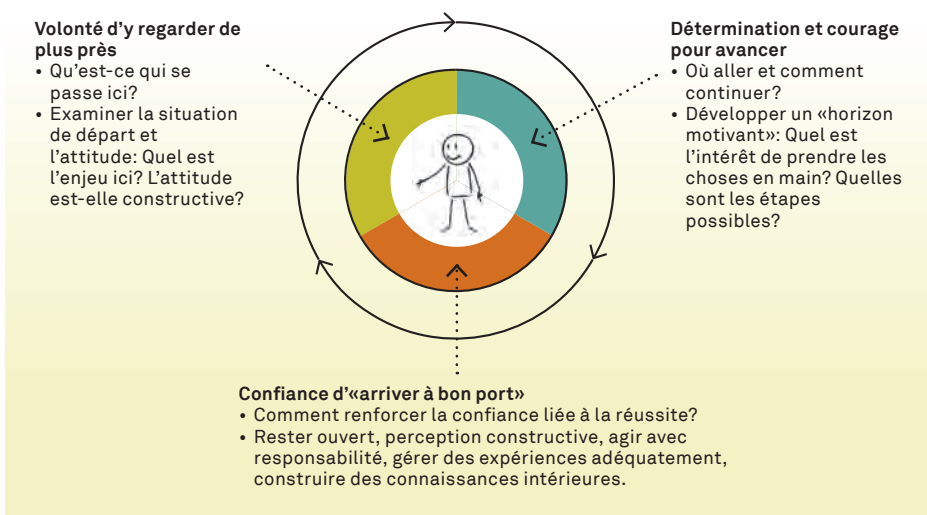 Volonté d’y regarder de
plus près
• Qu’est-ce qui se
passe ici?
• Examiner la situation
de départ et
l’attitude: Quel est
l’enjeu ici? L’attitude
est-elle constructive?
Détermination et courage
pour avancer
• Où aller et comment
continuer?
• Développer un «horizon
motivant»: Quel est
l’intérêt de prendre les
choses en main? Quelles
sont les étapes
possibles?
Confiance d’«arriver à bon port»
• Comment renforcer la confiance liée à la réussite?
• Rester ouvert, perception constructive, agir avec
responsabilité, gérer des expériences adéquatement,
construire des connaissances intérieures.